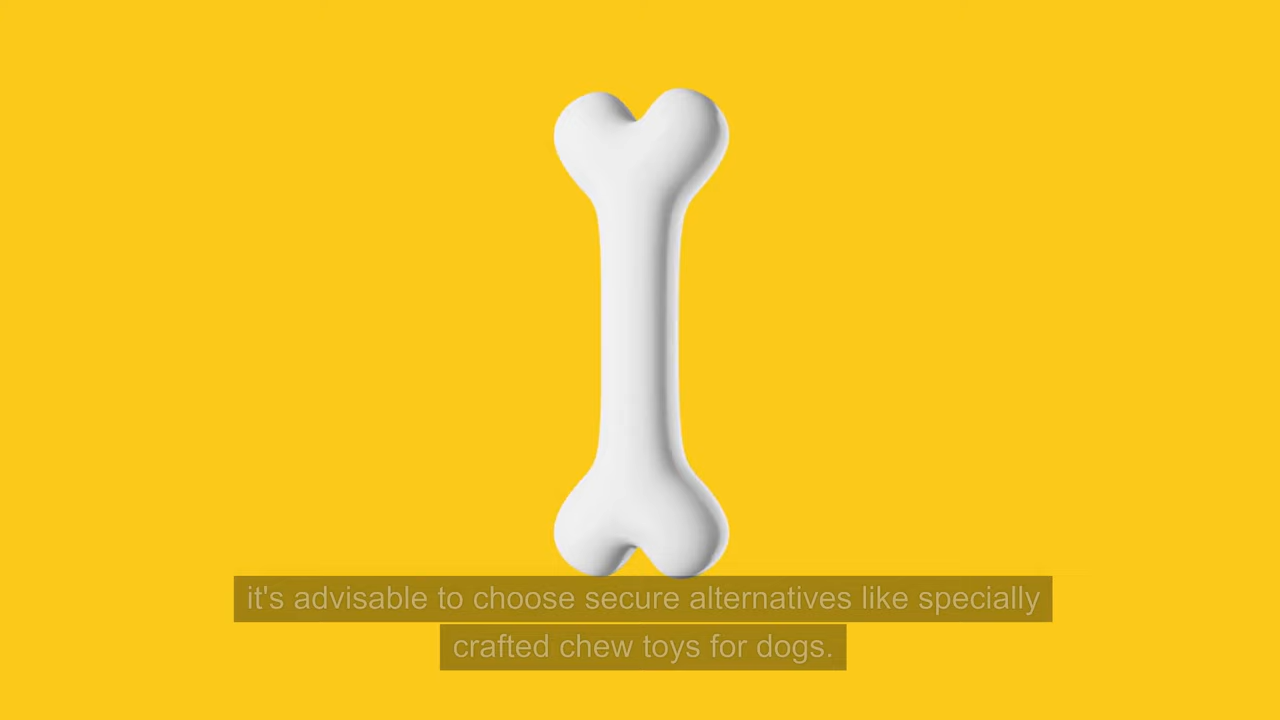 it's advisable to choose secure alternatives like specially
crafted chew toys for dogs.